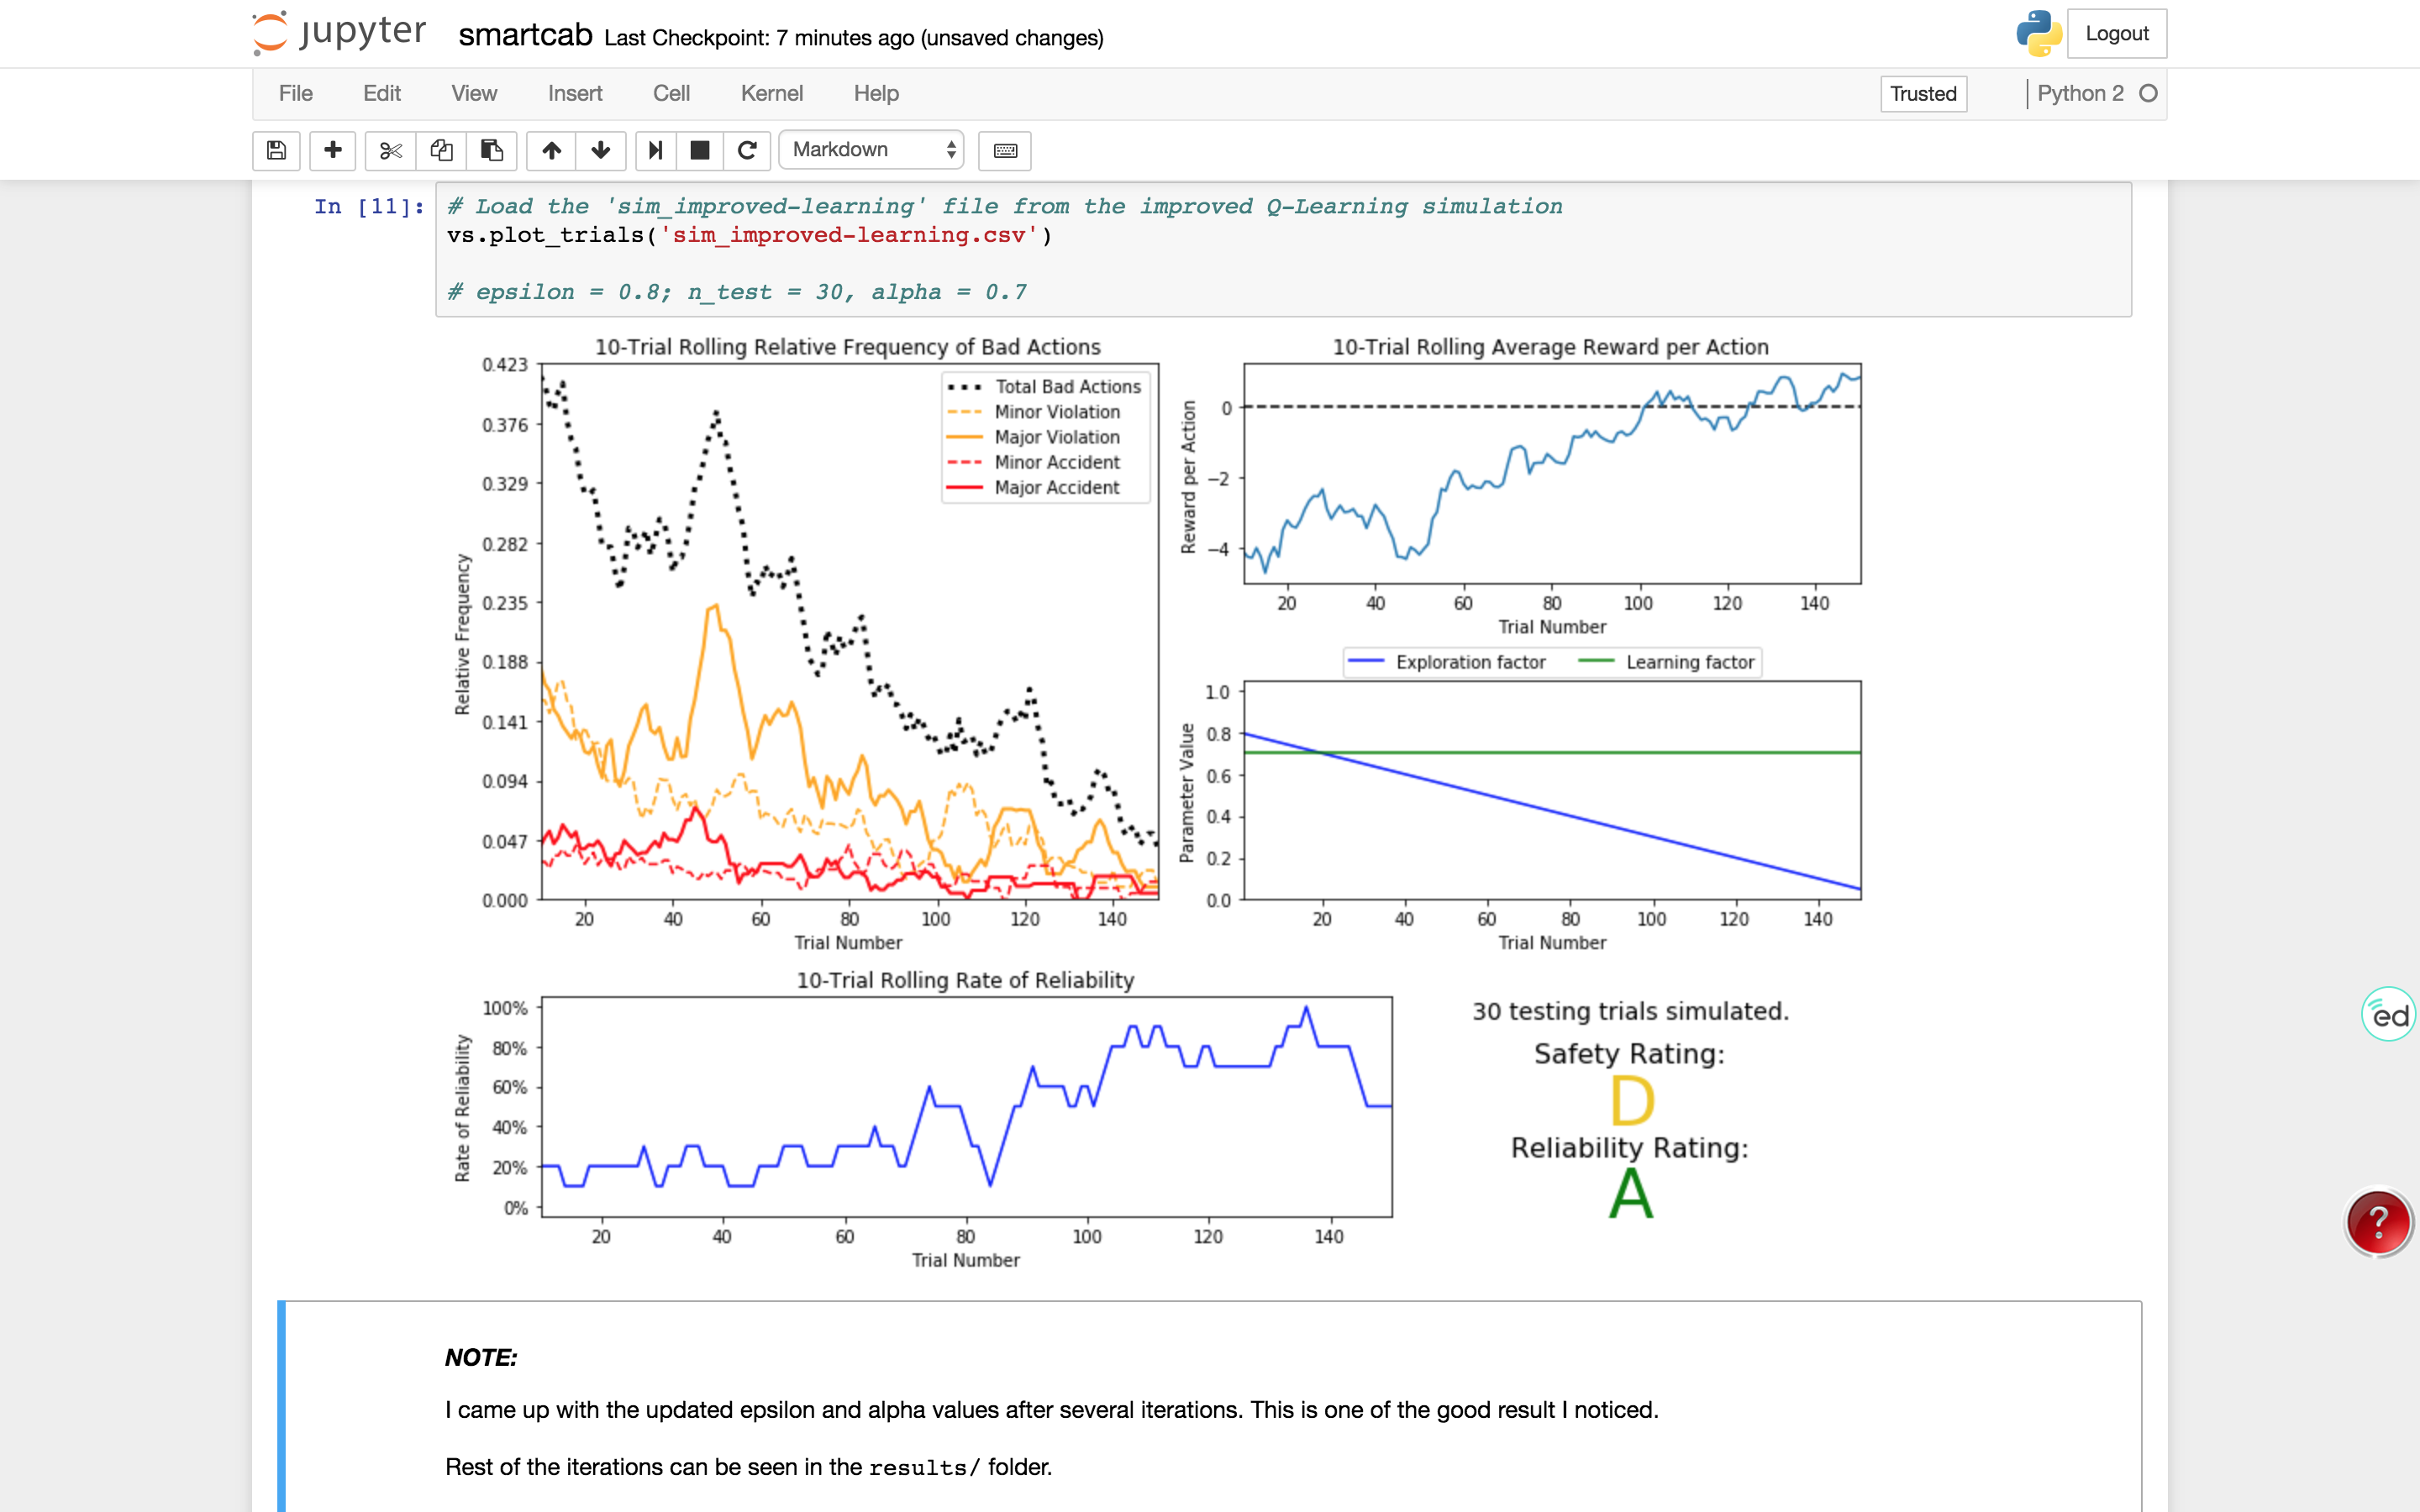 jupyter smartcab Last Checkpoint: 7 minutes ago (unsaved changes)
Logout
File Edit View Insert Cell Kernel Help
Trusted
Python 2
Markdown
In [11]:
# Load the 'sim_improved-learning' file from the improved Q-Learning simulation
vs.plot_trials('sim_improved-learning.csv')
# epsilon = 0.8; n_test = 30, alpha = 0.7
10-Trial Rolling Relative Frequency of Bad Actions
0.423
0.376
0.329
0.282
0.235
0.188
0.141
0.094
0.047
0.000
Relative Frequency
Total Bad Actions
Minor Violation
Major Violation
Minor Accident
Major Accident
20 40 60 80 100 120 140
Trial Number
10-Trial Rolling Average Reward per Action
0
−2
−4
Reward per Action
20 40 60 80 100 120 140
Trial Number
Exploration factor Learning factor
1.0
0.8
0.6
0.4
0.2
0.0
Parameter Value
20 40 60 80 100 120 140
Trial Number
10-Trial Rolling Rate of Reliability
100%
80%
60%
40%
20%
0%
Rate of Reliability
20 40 60 80 100 120 140
Trial Number
30 testing trials simulated.
Safety Rating:
D
Reliability Rating:
A
ed
?
NOTE:
I came up with the updated epsilon and alpha values after several iterations. This is one of the good result I noticed.
Rest of the iterations can be seen in the results/ folder.